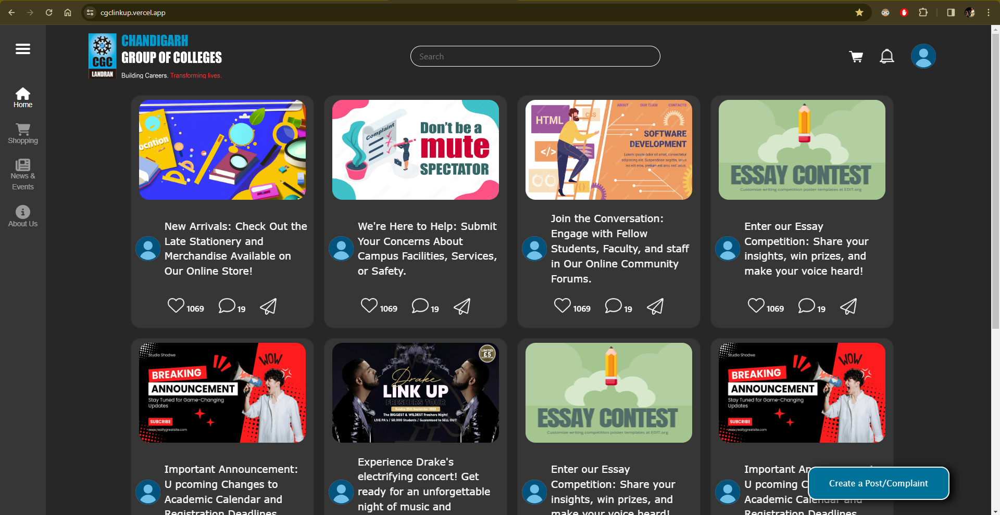 cgclinkup.vercel.app
CHANDIGARH
GROUP OF COLLEGES
CGC
LANDRAN
Building Careers. Transforming lives.
Search
Home
Shopping
News &
Events
About Us
ocntion
Complaint
Don't be a
mute
SPECTATOR
ABOUT OUR TEAM CONTACTS
HTML
CSS
</>
{}
SOFTWARE
DEVELOPMENT
Lorem ipsum dolor sit amet, consectetur
adipiscing elit. Suspendisse sagittis, lacus
leo elit eros, pretium est arcu sed lacus.
ESSAY CONTEST
Customize writing competition poster templates at EDIT.org
New Arrivals: Check Out the
Late Stationery and
Merchandise Available on
Our Online Store!
1069 19
We're Here to Help: Submit
Your Concerns About
Campus Facilities, Services,
or Safety.
1069 19
Join the Conversation:
Engage with Fellow
Students, Faculty, and staff
in Our Online Community
Forums.
1069 19
Enter our Essay
Competition: Share your
insights, win prizes, and
make your voice heard!
1069 19
Studio Shodwe
WOW
BREAKING
ANNOUNCEMENT
Stay Tuned for Game-Changing
Updates
SUBSCRIBE
www.reallygreatsite.com
Important Announcement:
U pcoming Changes to
Academic Calendar and
Registration Deadlines
LIMITED
£5
Drake
LINK UP
FRESHERS TOUR
The BIGGEST & WILDEST Freshers Night!
LIVE PA's / 50,000 Students / Guaranteed to SELL OUT!
Experience Drake's
electrifying concert! Get
ready for an unforgettable
night of music and
ESSAY CONTEST
Customize writing competition poster templates at EDIT.org
Enter our Essay
Competition: Share your
insights, win prizes, and
make your voice heard!
Studio Shodwe
WOW
BREAKING
ANNOUNCEMENT
Stay Tuned for Game-Changing
Updates
SUBSCRIBE
www.reallygreatsite.com
Important An
U pcoming C
Academic Calendar and
Registration Deadlines
Create a Post/Complaint